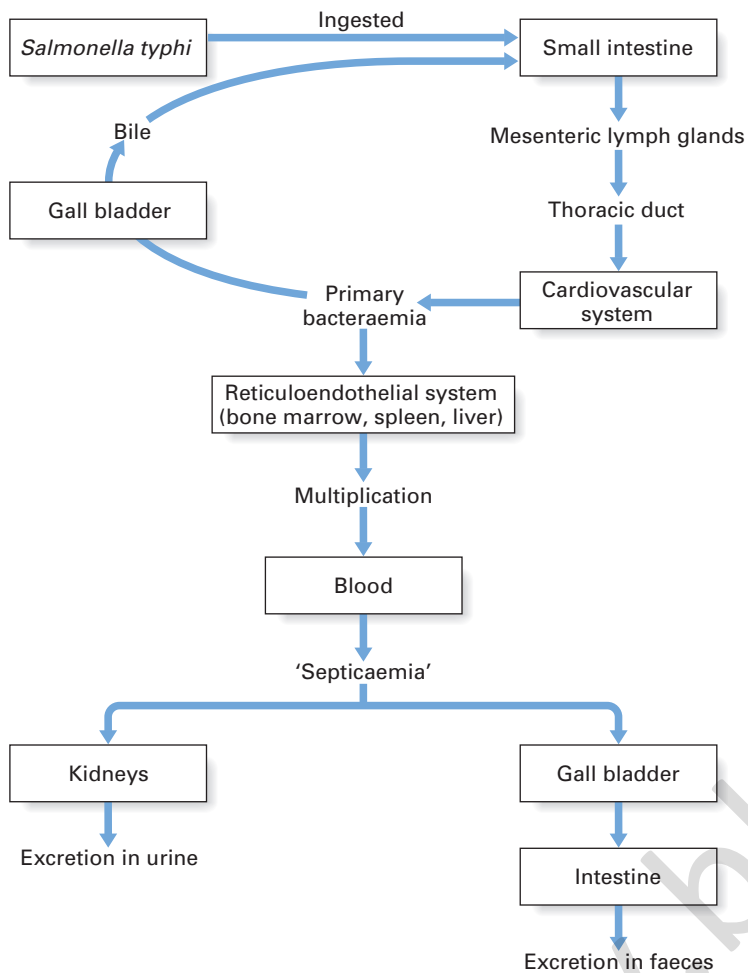 Ingested
Salmonella typhi
Small intestine
Bile
Mesenteric lymph glands
Gall bladder
Thoracic duct
Primary
bacteraemia
Cardiovascular
system
Reticuloendothelial system
(bone marrow, spleen, liver)
Multiplication
Blood
‘Septicaemia’
Kidneys
Gall bladder
Excretion in urine
Intestine
Excretion in faeces